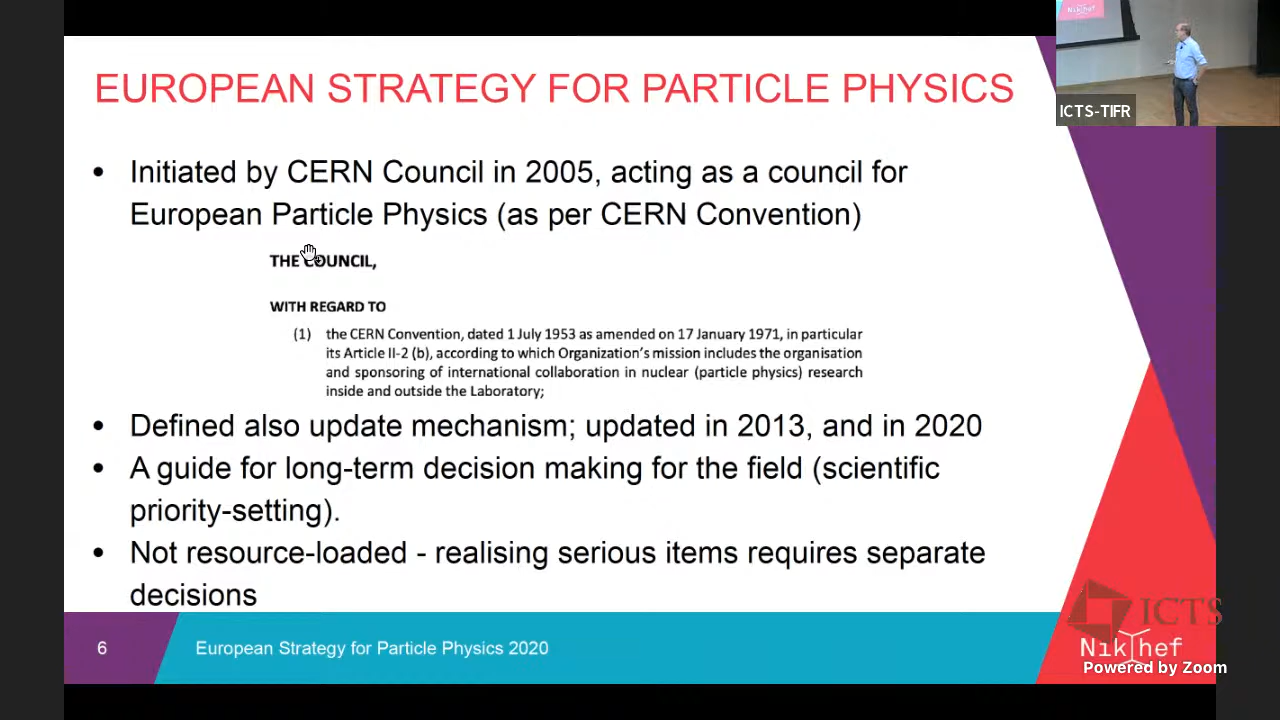 EUROPEAN STRATEGY FOR PARTICLE PHYSICS
Nikhef
ICTS-TIFR
• Initiated by CERN Council in 2005, acting as a council for
European Particle Physics (as per CERN Convention)
THE COUNCIL,
WITH REGARD TO
(1) the CERN Convention, dated 1 July 1953 as amended on 17 January 1971, in particular
its Article II-2 (b), according to which Organization's mission includes the organisation
and sponsoring of international collaboration in nuclear (particle physics) research
inside and outside the Laboratory;
• Defined also update mechanism; updated in 2013, and in 2020
• A guide for long-term decision making for the field (scientific
priority-setting).
• Not resource-loaded - realising serious items requires separate
decisions
ICTS
6 European Strategy for Particle Physics 2020
Nikhef
Powered by Zoom